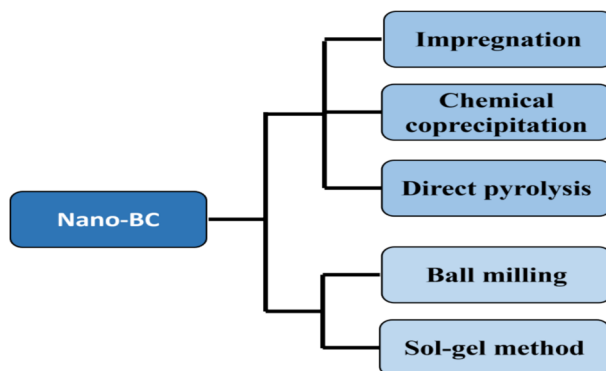 Impregnation
Chemical
coprecipitation
Direct pyrolysis
Nano-BC
Ball milling
Sol-gel method